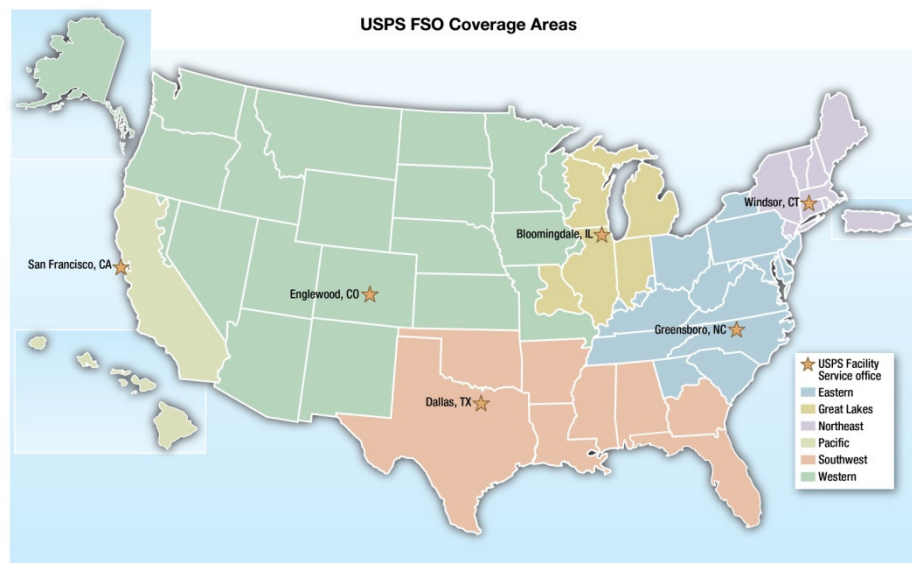 USPS FSO Coverage Areas
Windsor, CT
Bloomingdale, IL
San Francisco, CA
Englewood, CO
Greensboro, NC
Dallas, TX
USPS Facility
Service office
Eastern
Great Lakes
Northeast
Pacific
Southwest
Western